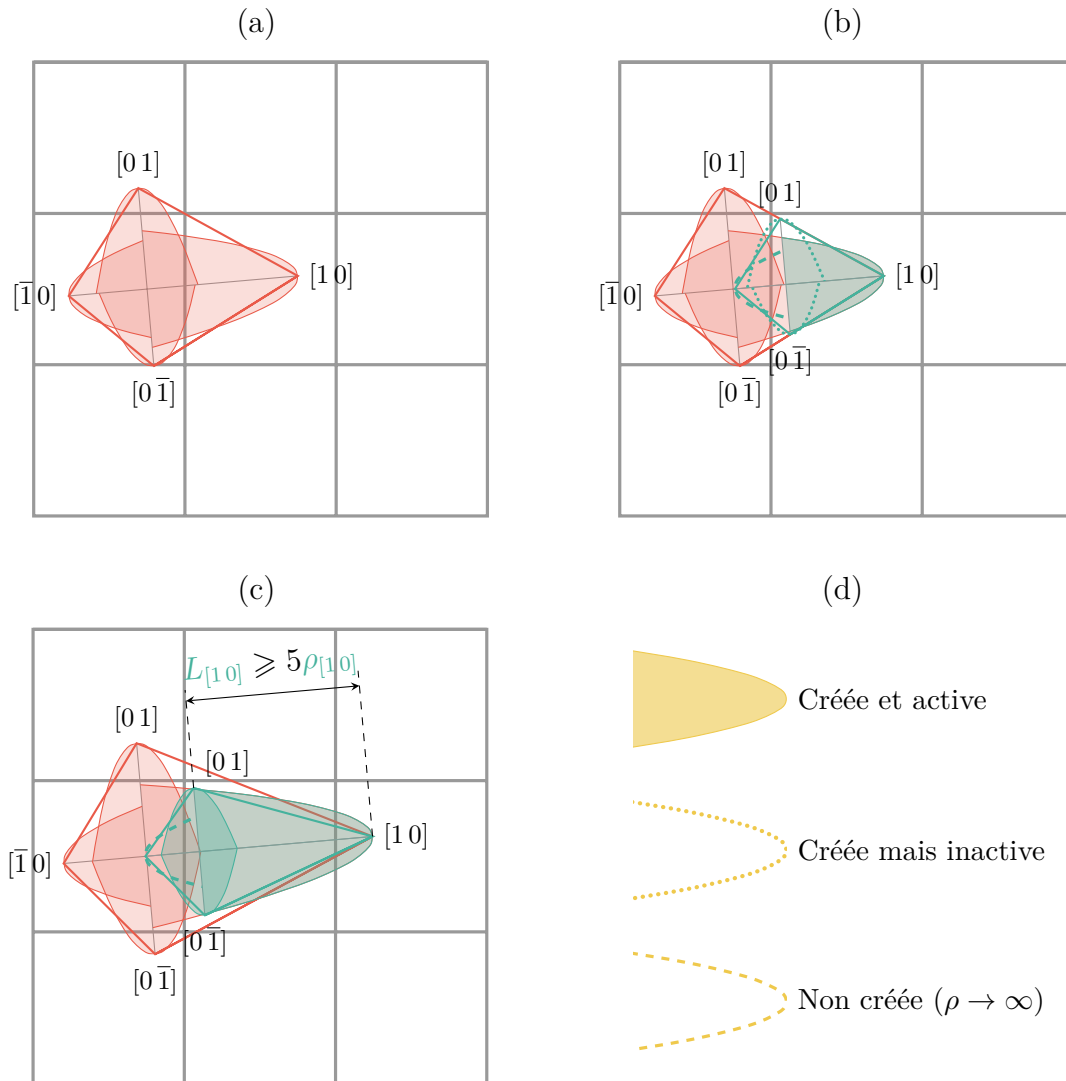 (a)
[0 1]
[1̅ 0]
[1 0]
[0 1̅]
(b)
[0 1]
[0 1]
[1̅ 0]
[1 0]
[0 1̅]
[0 1̅]
(c)
L[1 0] ⩾ 5ρ[1 0]
[0 1]
[0 1]
[1̅ 0]
[1 0]
[0 1̅]
[0 1̅]
(d)
Créée et active
Créée mais inactive
Non créée (ρ → ∞)